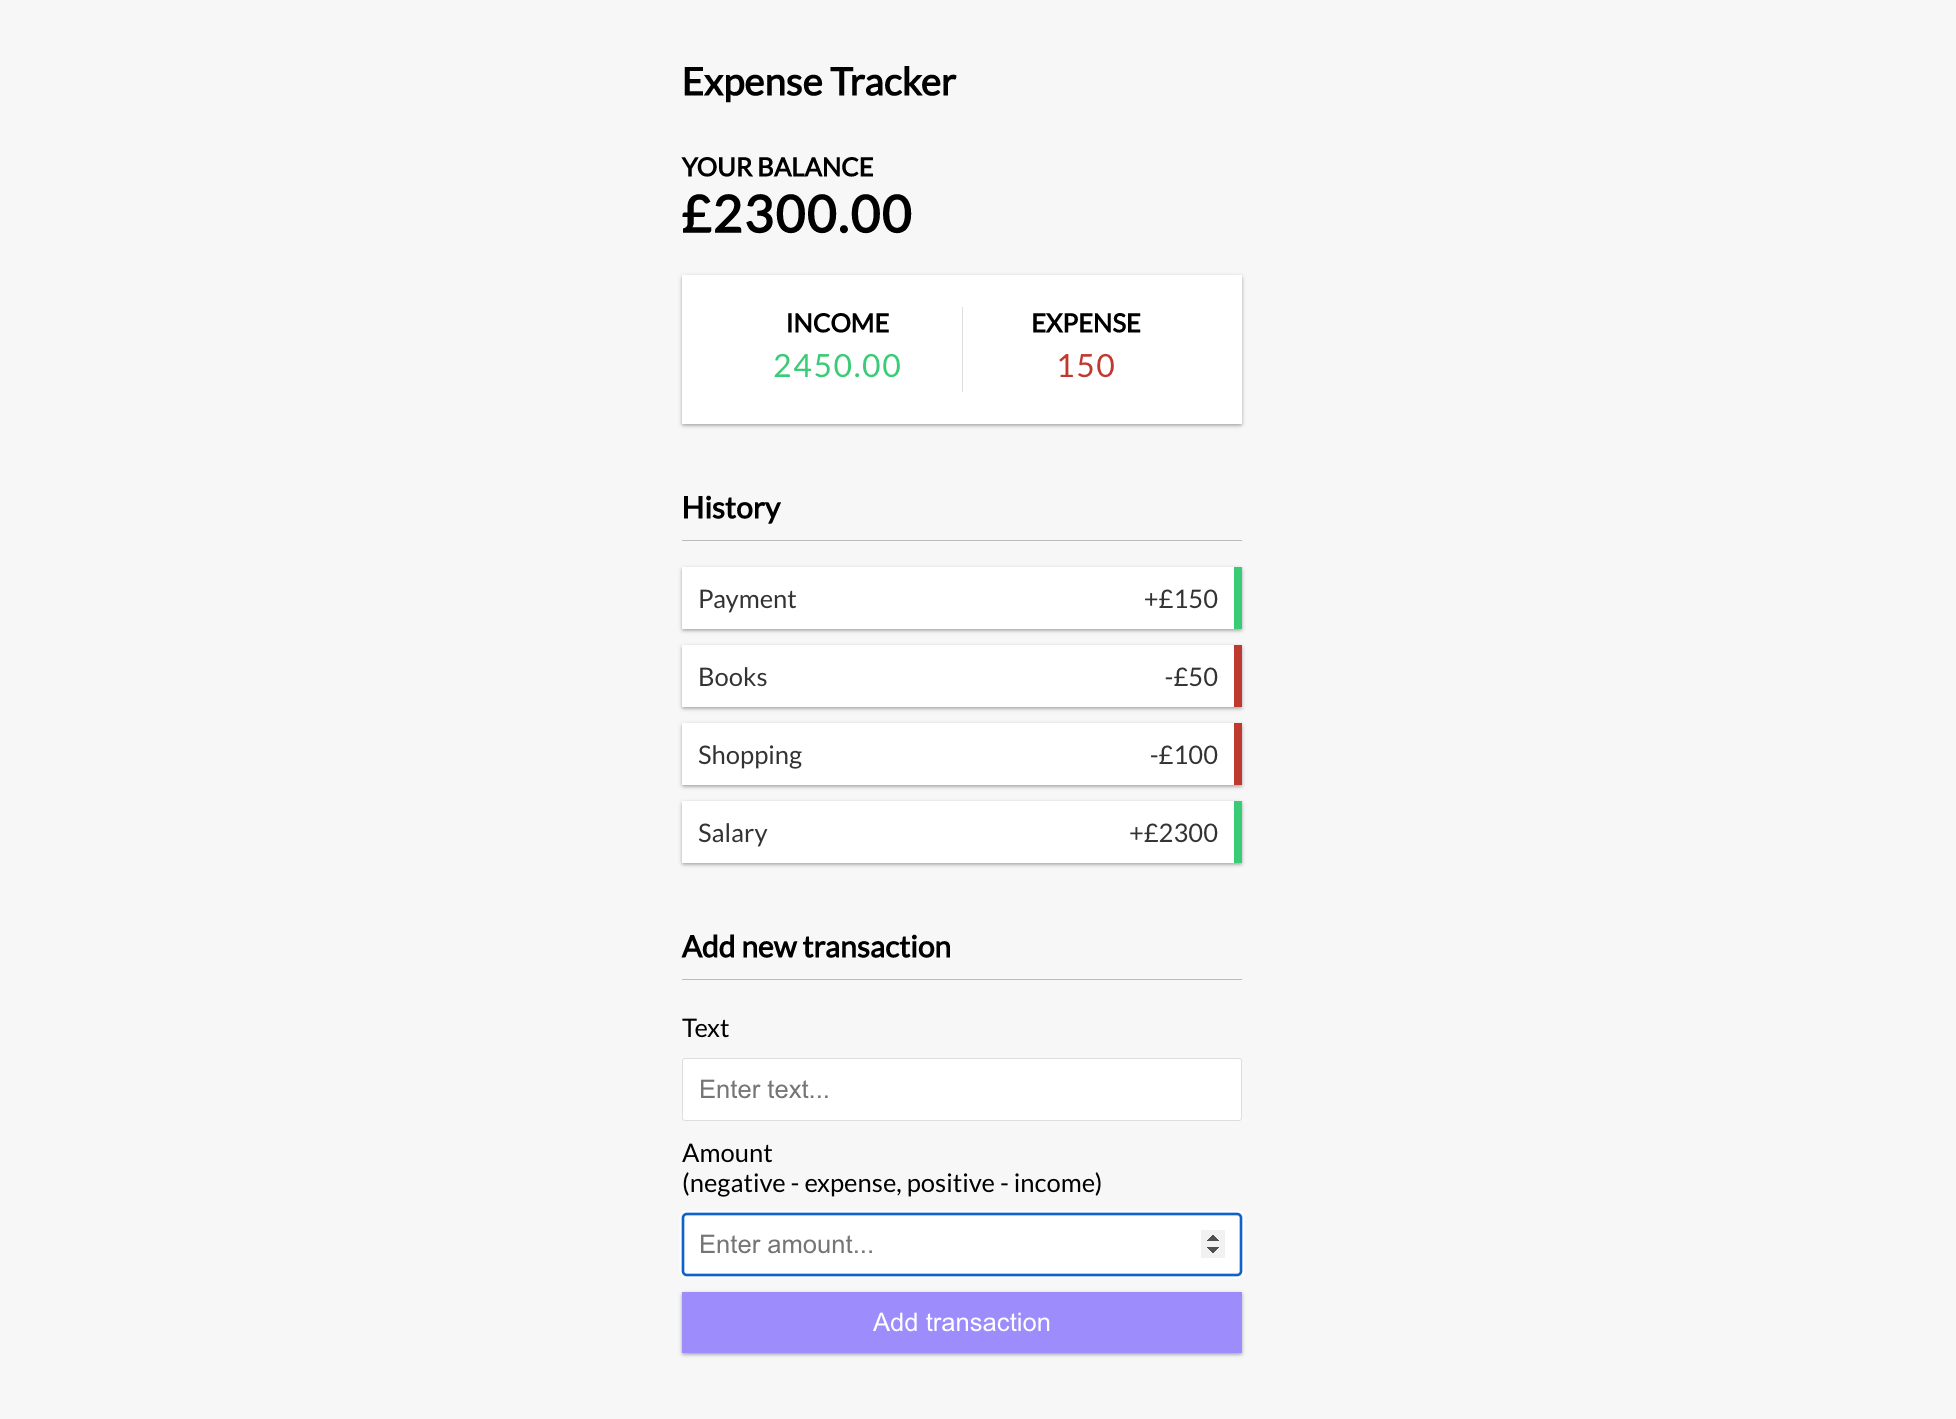 Expense Tracker
YOUR BALANCE
£2300.00
INCOME EXPENSE
2450.00 150
History
Payment +£150
Books -£50
Shopping -£100
Salary +£2300
Add new transaction
Text
Enter text...
Amount
(negative - expense, positive - income)
Enter amount...
Add transaction